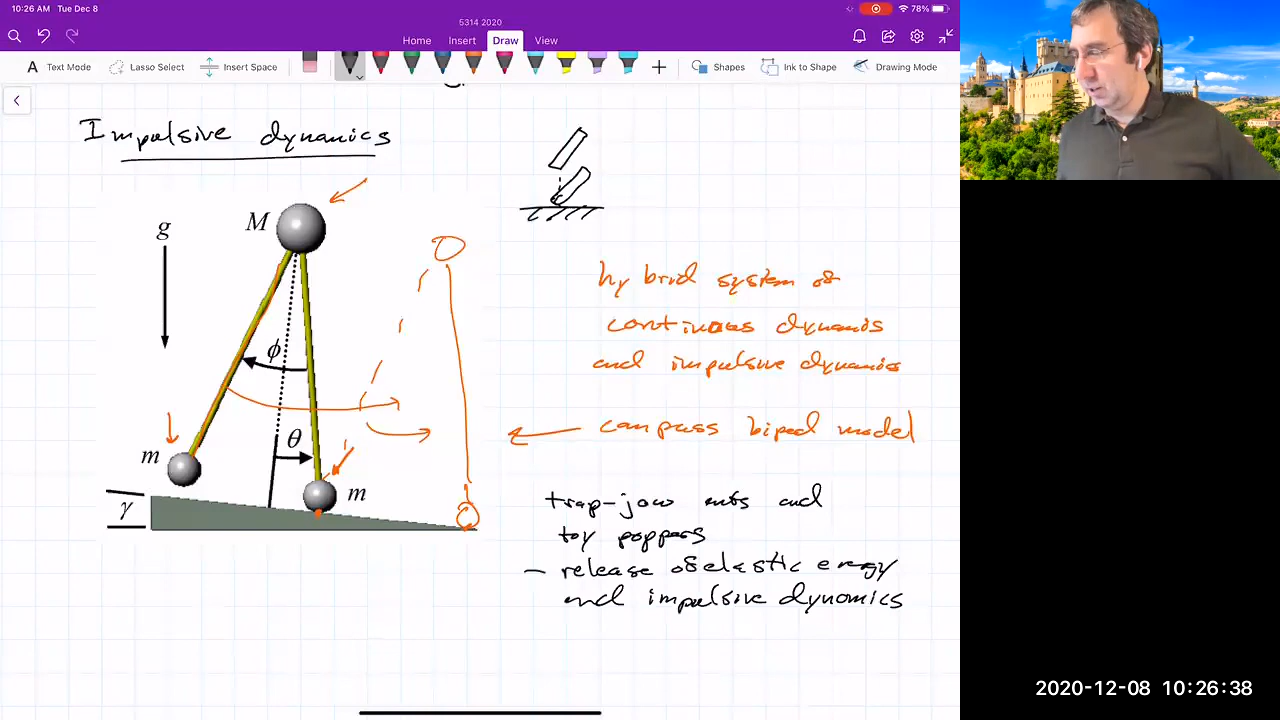 10:26 AM Tue Dec 8
78%
5314 2020
Home Insert Draw View
Text Mode Lasso Select Insert Space Shapes Ink to Shape Drawing Mode
Impulsive dynamics
g
M
ϕ
θ
m
m
γ
hybrid system of
continuous dynamis
and impulsive dynamics
compass biped model
trap-jaw ants and
toy poppers
- release of elastic energy
and impulsive dynamics
2020-12-08 10:26:38